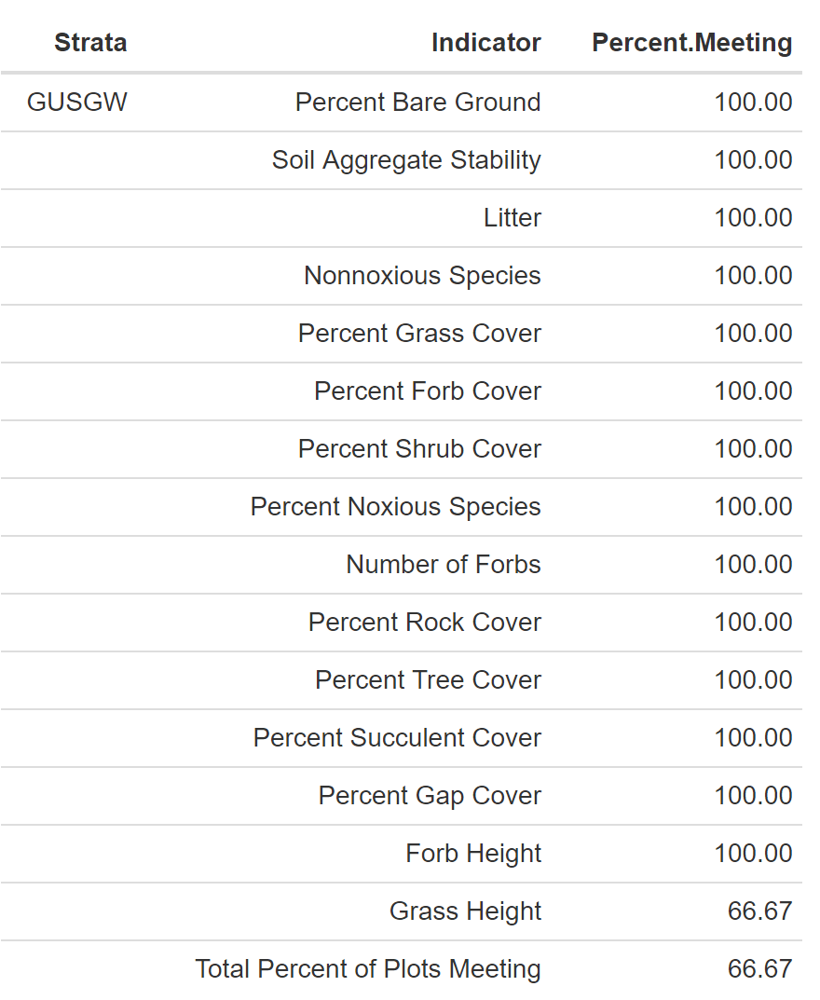 Strata Indicator Percent.Meeting
GUSGW Percent Bare Ground 100.00
Soil Aggregate Stability 100.00
Litter 100.00
Nonnoxious Species 100.00
Percent Grass Cover 100.00
Percent Forb Cover 100.00
Percent Shrub Cover 100.00
Percent Noxious Species 100.00
Number of Forbs 100.00
Percent Rock Cover 100.00
Percent Tree Cover 100.00
Percent Succulent Cover 100.00
Percent Gap Cover 100.00
Forb Height 100.00
Grass Height 66.67
Total Percent of Plots Meeting 66.67